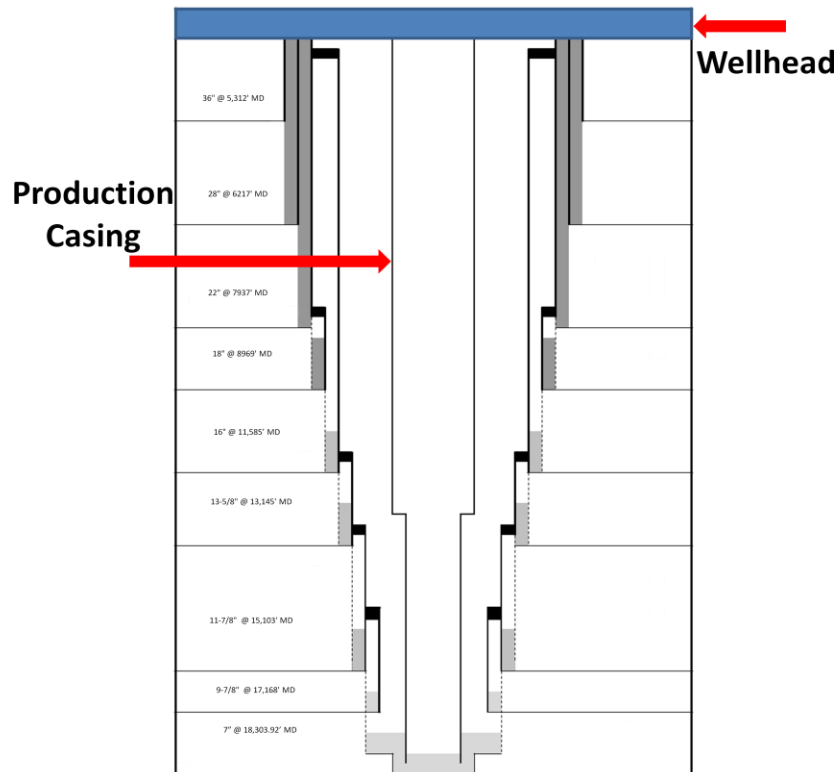 Wellhead
36" @ 5,312' MD
Production
Casing
28" @ 6217' MD
22" @ 7937' MD
18" @ 8969' MD
16" @ 11,585' MD
13-5/8" @ 13,145' MD
11-7/8" @ 15,103' MD
9-7/8" @ 17,168' MD
7" @ 18,303.92' MD